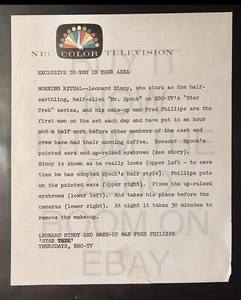 NBC COLOR TELEVISION
EXCLUSIVE TO YOU IN YOUR AREA
MORNING RITUAL--Leonard Nimoy, who stars as the half-
earthling, half-alien "Mr. Spock" on NBC-TV's "Star
Trek" series, and his make-up man Fred Phillips are the
first men on the set each day and have put in an hour
and a half work before other members of the cast and
crew have had their morning coffee. Reason? Spock's
pointed ears and up-raised eyebrows (see story).
Nimoy is shown as he really looks (upper left - to save
time he has adopted Spock's hair style). Phillips puts
on the pointed ears (upper right). Fixes the up-raised
eyebrows (lower left). And takes his place before the
cameras (lower right). At night it takes 30 minutes to
remove the make-up.
LEONARD NIMOY AND MAKE-UP MAN FRED PHILLIPS
'STAR TREK'
THURSDAYS, NBC-TV
BUY IT
.COM ON
EBAY